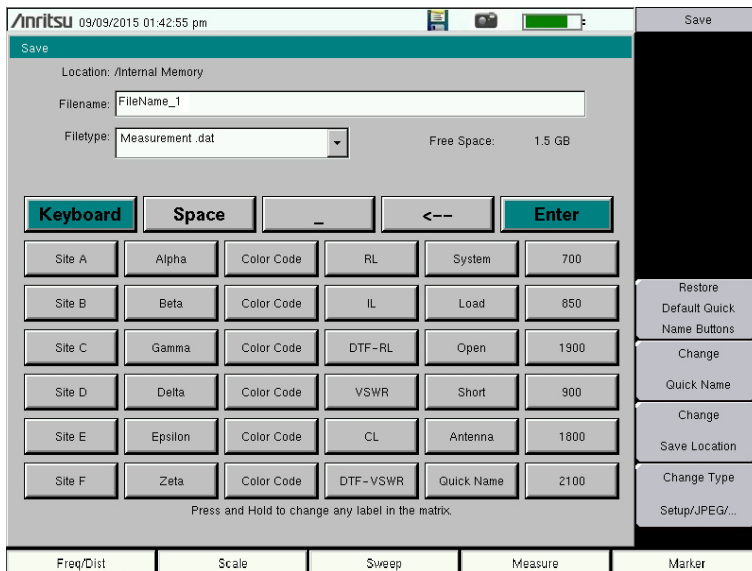 /Inritsu 09/09/2015 01:42:55 pm
Save
Save
Location: /Internal Memory
Filename: FileName_1
Filetype: Measurement .dat
Free Space: 1.5 GB
Keyboard Space _ <-- Enter
Site A Alpha Color Code RL System 700
Site B Beta Color Code IL Load 850
Site C Gamma Color Code DTF-RL Open 1900
Site D Delta Color Code VSWR Short 900
Site E Epsilon Color Code CL Antenna 1800
Site F Zeta Color Code DTF-VSWR Quick Name 2100
Press and Hold to change any label in the matrix.
Restore
Default Quick
Name Buttons
Change
Quick Name
Change
Save Location
Change Type
Setup/JPEG/...
Freq/Dist Scale Sweep Measure Marker